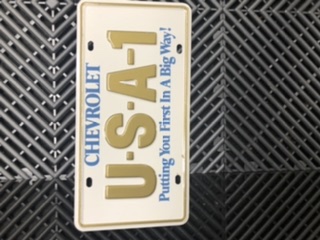 CHEVROLET
U-S-A-1
Putting You First In A Big Way!